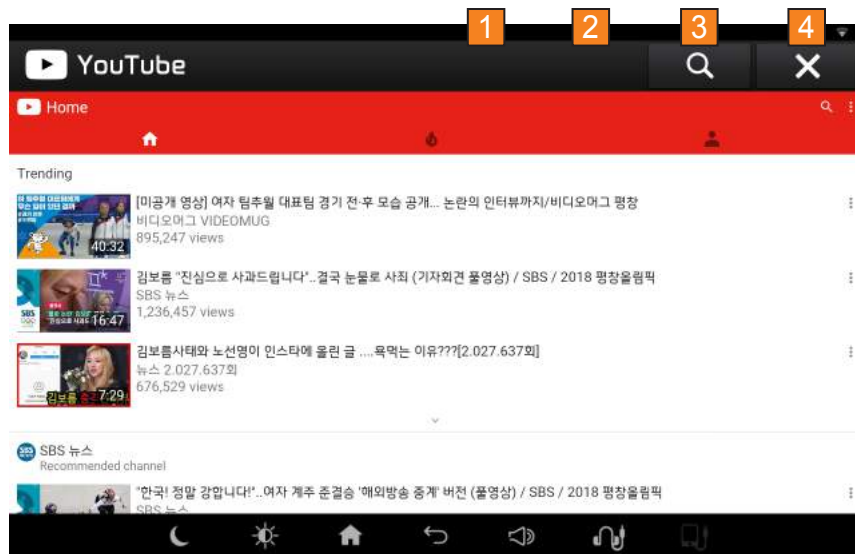 1 2 3 4
YouTube
Home
Trending
[미공개 영상] 여자 팀추월 대표팀 경기 전·후 모습 공개... 논란의 인터뷰까지/비디오머그 평창
비디오머그 VIDEOMUG
895,247 views
40:32
김보름 "진심으로 사과드립니다"..결국 눈물로 사죄 (기자회견 풀영상) / SBS / 2018 평창올림픽
SBS 뉴스
1,236,457 views
16:47
김보름사태와 노선영이 인스타에 올린 글 ....욕먹는 이유???[2.027.637회]
뉴스 2.027.637회
676,529 views
7:29
SBS 뉴스
Recommended channel
"한국! 정말 강합니다!"..여자 계주 준결승 '해외방송 중계' 버전 (풀영상) / SBS / 2018 평창올림픽
SBS 뉴스